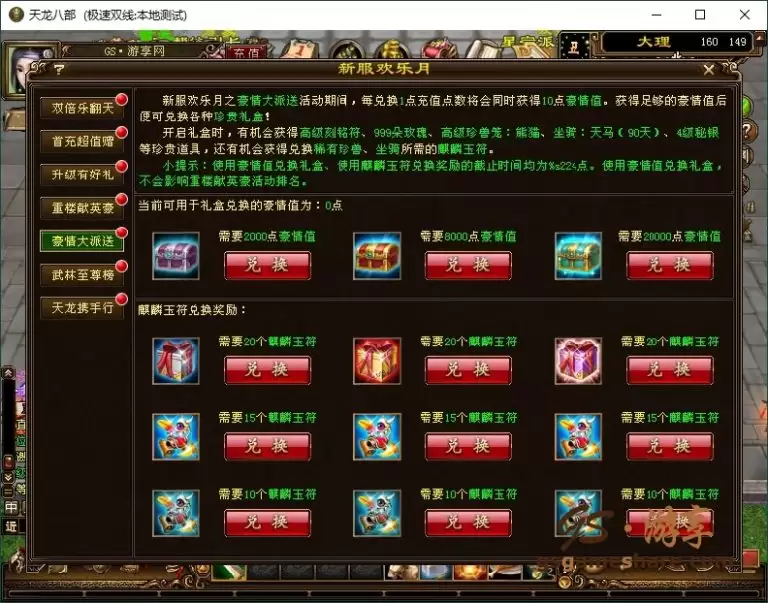 天龙八部 (极速双线:本地测试)
GS·游享网
充值
大理 160 149
? 新服欢乐月
双倍乐翻天
首充超值赠
升级有好礼
重楼献英豪
豪情大派送
武林至尊榜
天龙携手行
新服欢乐月之豪情大派送活动期间，每兑换1点充值点数将会同时获得10点豪情值。获得足够的豪情值后
便可兑换各种珍贵礼盒！
开启礼盒时，有机会获得高级刻铭符、999朵玫瑰、高级珍兽笼：熊猫、坐骑：天马（90天）、4级秘银
等珍贵道具，还有机会获得兑换稀有珍兽、坐骑所需的麒麟玉符。
小提示：使用豪情值兑换礼盒、使用麒麟玉符兑换奖励的截止时间均为%s224点。使用豪情值兑换礼盒，
不会影响重楼献英豪活动排名。
当前可用于礼盒兑换的豪情值为：0点
需要2000点豪情值 需要8000点豪情值 需要28000点豪情值
兑换 兑换 兑换
麒麟玉符兑换奖励：
需要20个麒麟玉符 需要20个麒麟玉符 需要20个麒麟玉符
兑换 兑换 兑换
需要15个麒麟玉符 需要15个麒麟玉符 需要15个麒麟玉符
兑换 兑换 兑换
需要10个麒麟玉符 需要10个麒麟玉符 需要10个麒麟玉符
兑换 兑换 兑换
GS·游享
近